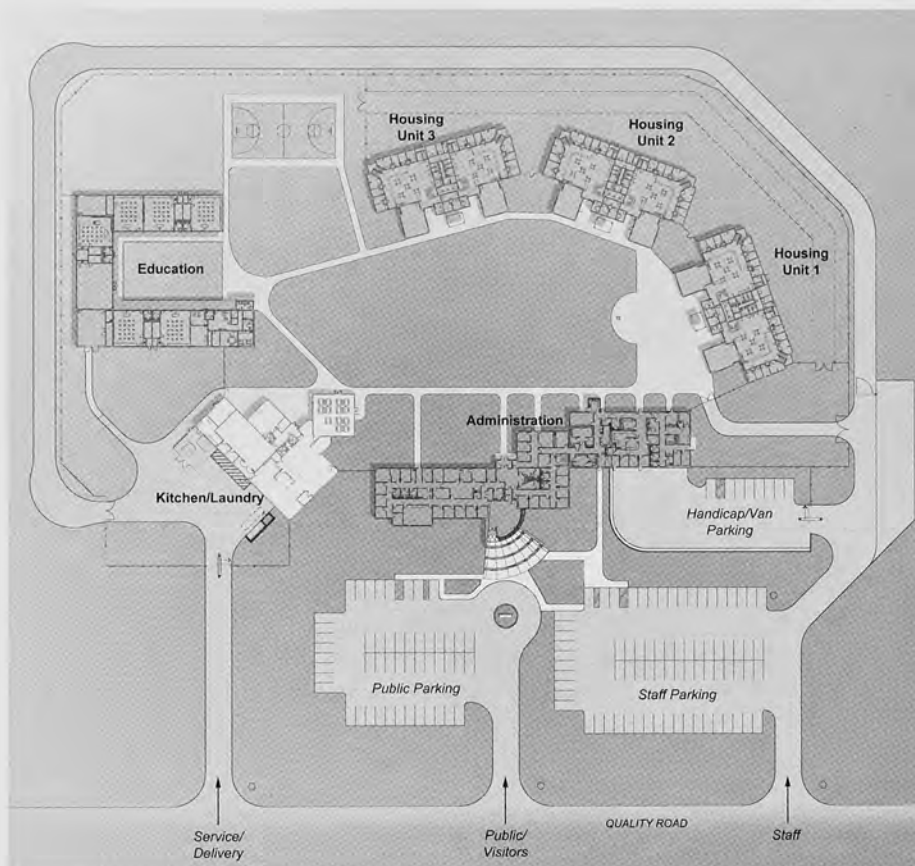 Housing
Unit 3
Housing
Unit 2
Housing
Unit 1
Education
Administration
Kitchen/Laundry
Handicap/Van
Parking
Public Parking
Staff Parking
QUALITY ROAD
Service/
Delivery
Public/
Visitors
Staff